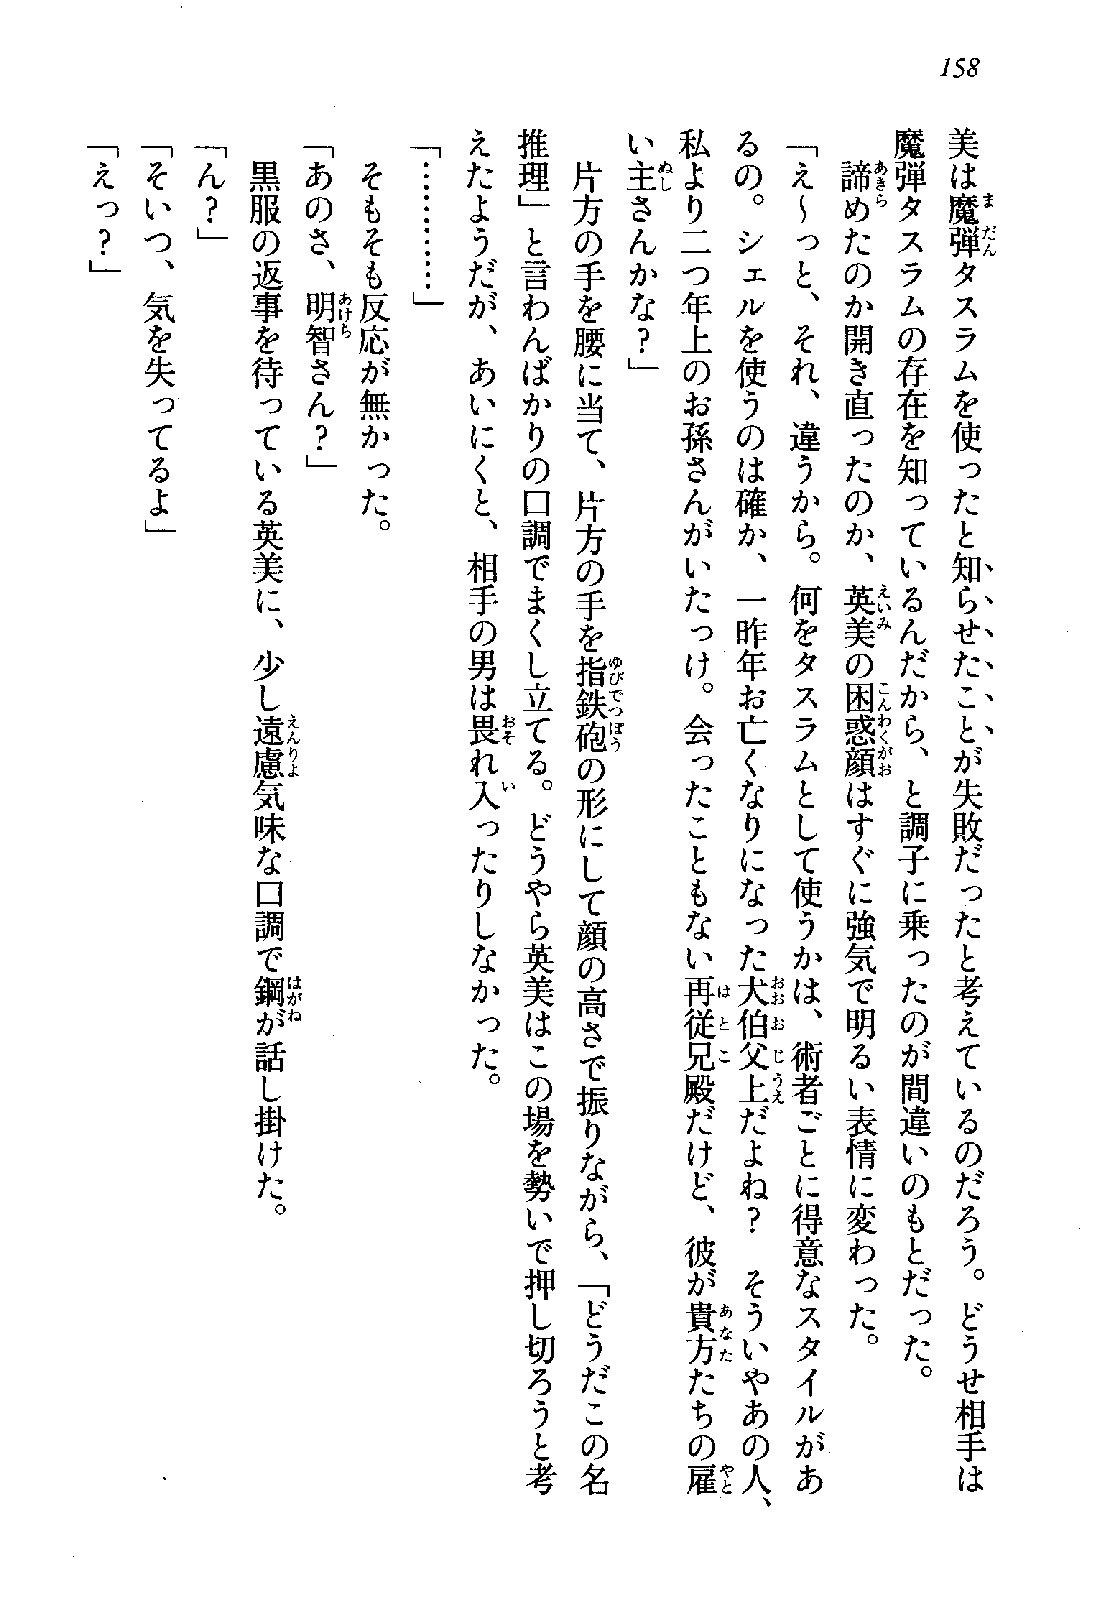 158
美は魔弾タスラムを使ったと知らせたことが失敗だったと考えているのだろう。どうせ相手は
魔弾タスラムの存在を知っているんだから、と調子に乗ったのが間違いのもとだった。
諦めたのか開き直ったのか、英美の困惑顔はすぐに強気で明るい表情に変わった。
「え～っと、それ、違うから。何をタスラムとして使うかは、術者ごとに得意なスタイルがあ
るの。シェルを使うのは確か、一昨年お亡くなりになった大伯父上だよね？　そういやあの人、
私より二つ年上のお孫さんがいたっけ。会ったこともない再従兄殿だけど、彼が貴方たちの雇
い主さんかな？」
片方の手を腰に当て、片方の手を指鉄砲の形にして顔の高さで振りながら、「どうだこの名
推理」と言わんばかりの口調でまくし立てる。どうやら英美はこの場を勢いで押し切ろうと考
えたようだが、あいにくと、相手の男は畏れ入ったりしなかった。
「………」
そもそも反応が無かった。
「あのさ、明智さん？」
黒服の返事を待っている英美に、少し遠慮気味な口調で鋼が話し掛けた。
「ん？」
「そいつ、気を失ってるよ」
「えっ？」